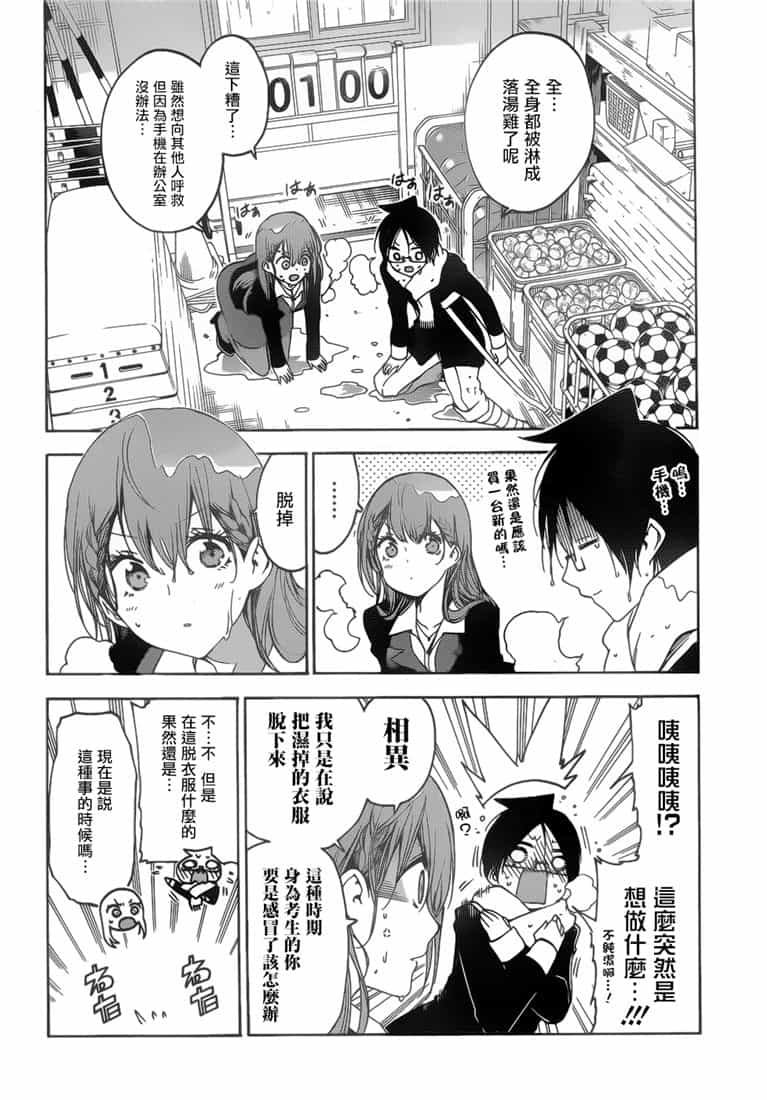 全…
全身都被淋成
落湯雞了呢
這下糟了…
雖然想向其他人呼救
但因為手機在辦公室
沒辦法…
0100
はぁ
はぁ
はぁ
はぁ
1
2
3
嗚…
手機…
果然還是應該
買一台新的嗎…
……
脫掉
咦咦咦咦!?
這麼突然是
想做什麼…!!!
不純潔啊…!
啊?
相異
我只是在說
把濕掉的衣服
脫下來
這種時期
身為考生的你
要是感冒了該怎麼辦
不…不 但是
在這脱衣服什麼的
果然還是…
現在是說
這種事的時候嗎…